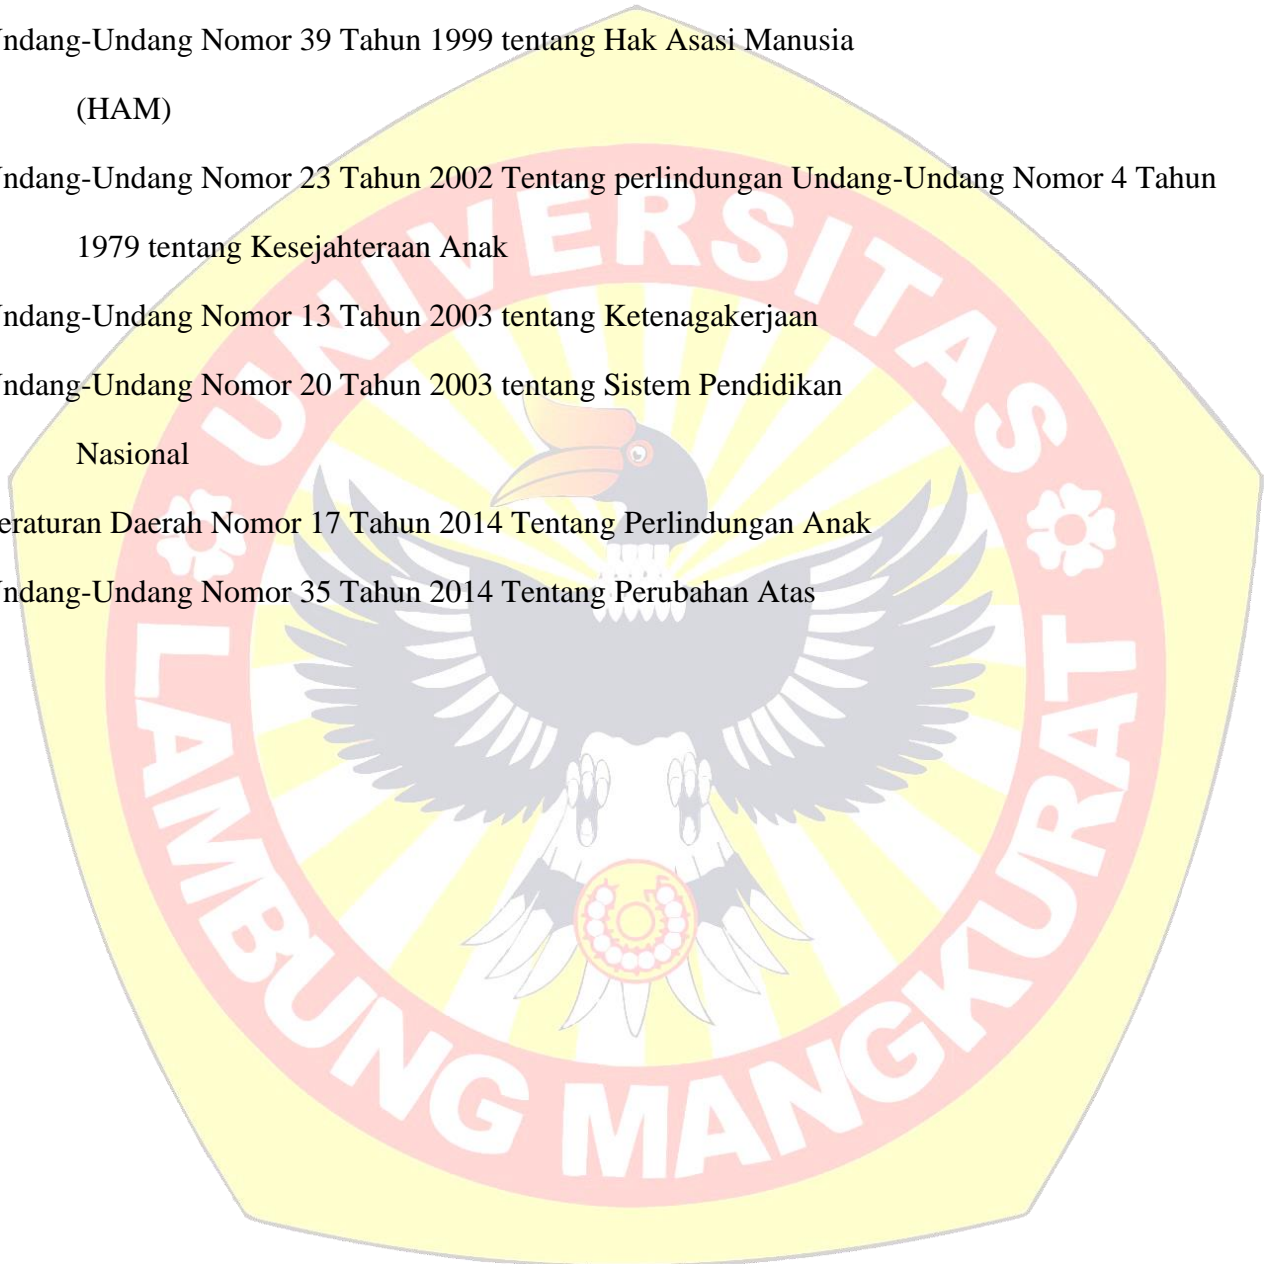 ndang-Undang Nomor 39 Tahun 1999 tentang Hak Asasi Manusia
(HAM)
ndang-Undang Nomor 23 Tahun 2002 Tentang perlindungan Undang-Undang Nomor 4 Tahun
1979 tentang Kesejahteraan Anak
ndang-Undang Nomor 13 Tahun 2003 tentang Ketenagakerjaan
ndang-Undang Nomor 20 Tahun 2003 tentang Sistem Pendidikan
Nasional
eraturan Daerah Nomor 17 Tahun 2014 Tentang Perlindungan Anak
ndang-Undang Nomor 35 Tahun 2014 Tentang Perubahan Atas
UNIVERSITAS
LAMBUNG MANGKURAT